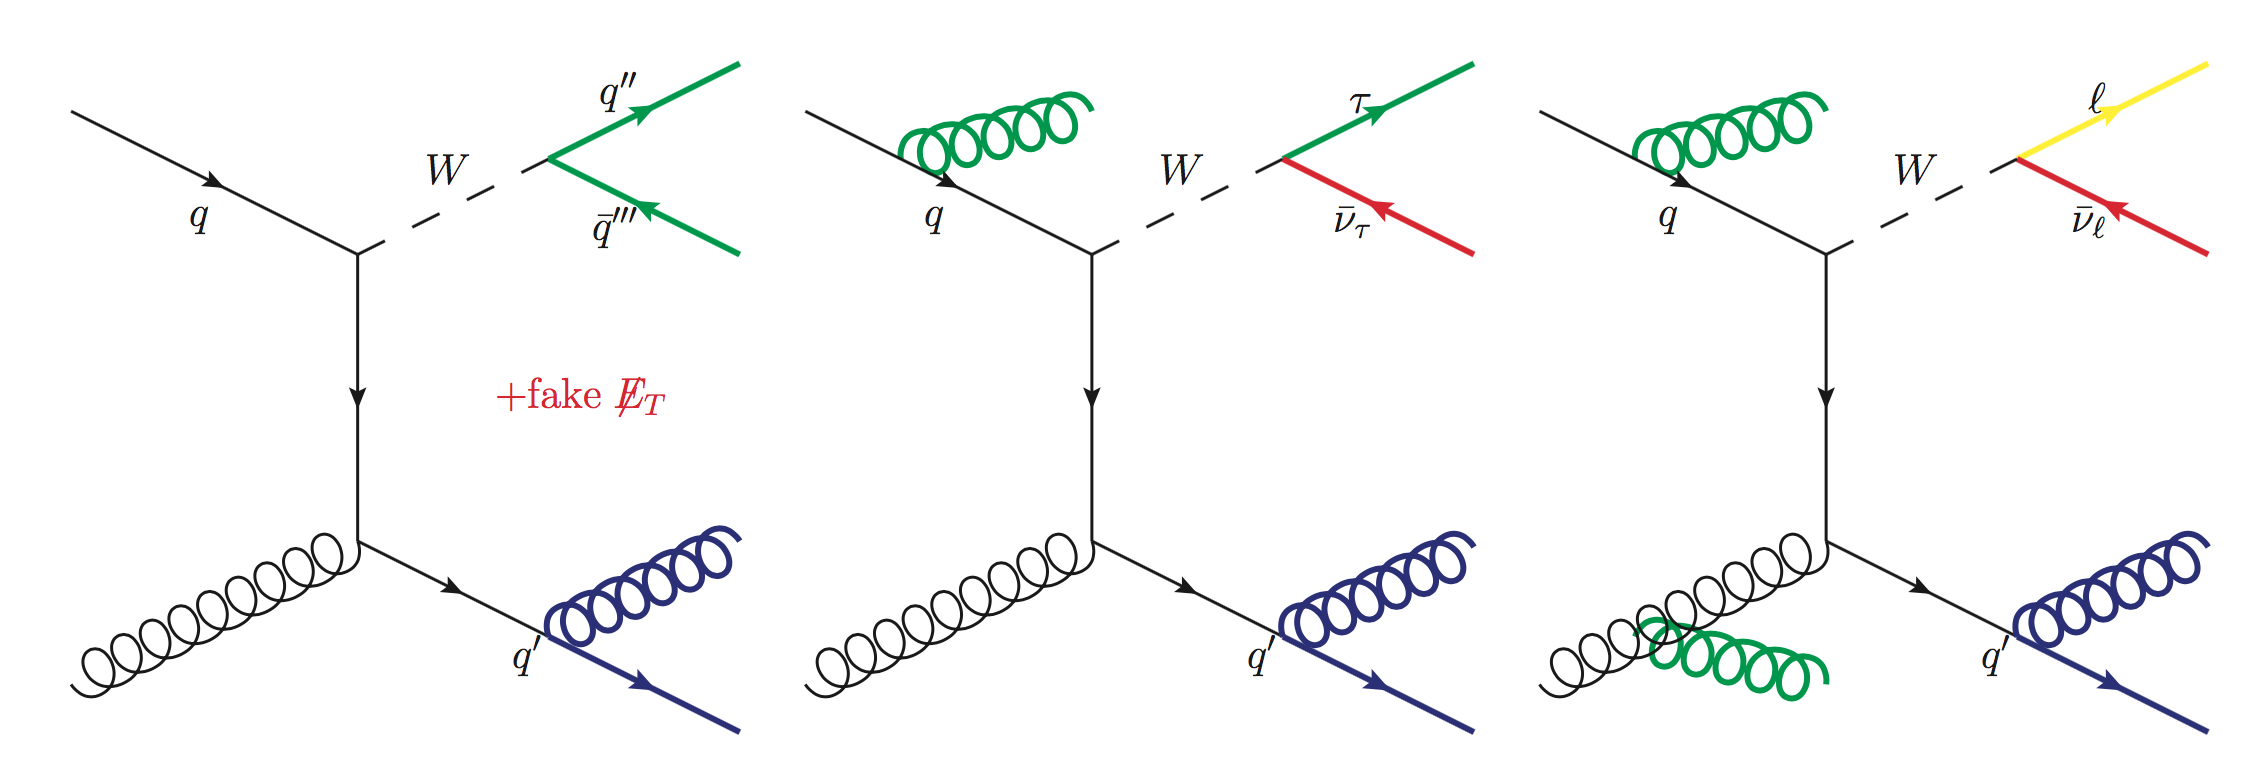 q′′
W
q
q̄′′′
+fake E̸_T
q′
τ
W
q
ν̄_τ
q′
ℓ
W
q
ν̄_ℓ
q′